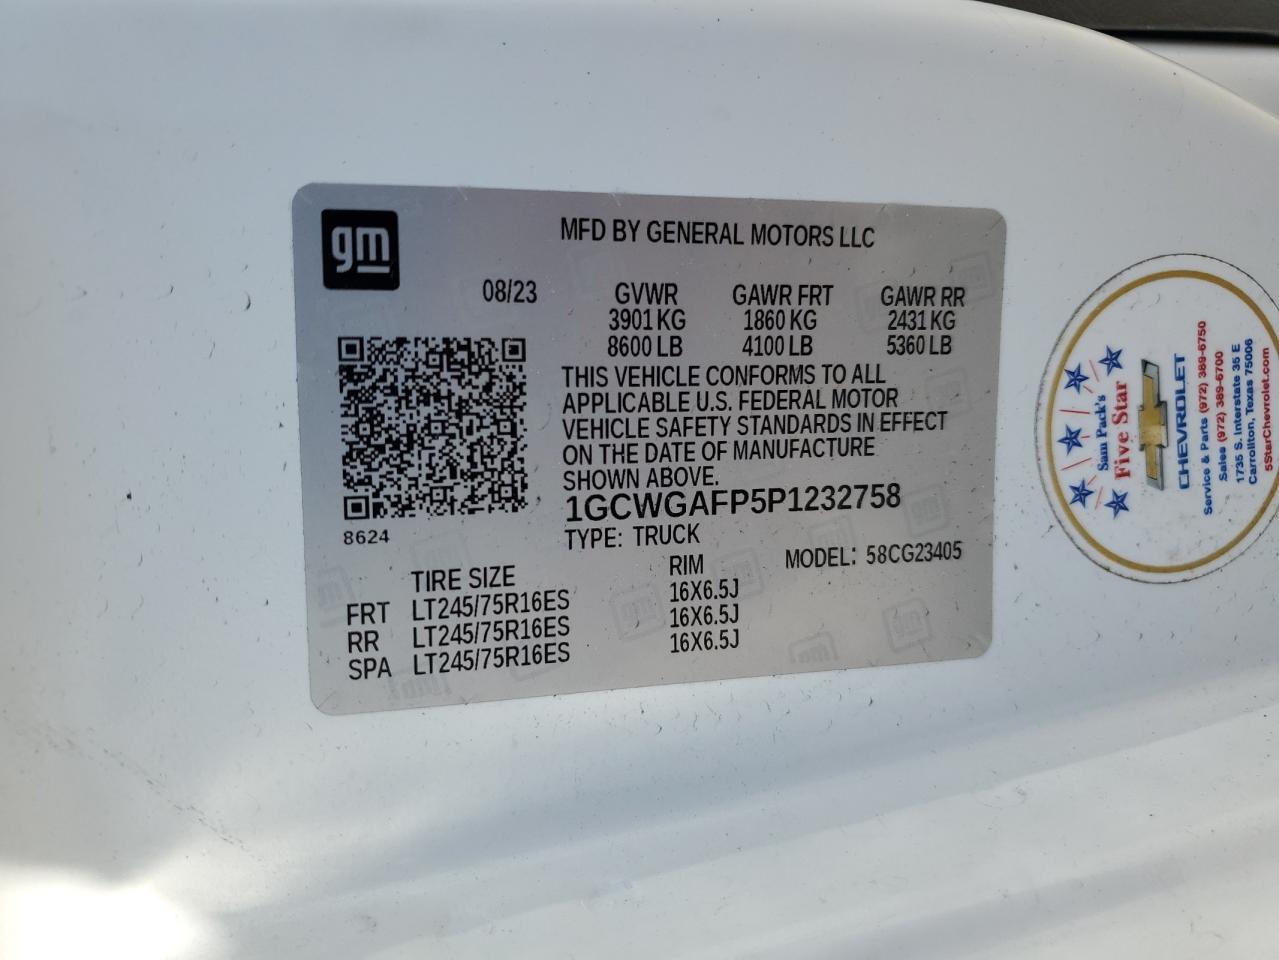 gm
MFD BY GENERAL MOTORS LLC
08/23
GVWR GAWR FRT GAWR RR
3901 KG 1860 KG 2431 KG
8600 LB 4100 LB 5360 LB
THIS VEHICLE CONFORMS TO ALL
APPLICABLE U.S. FEDERAL MOTOR
VEHICLE SAFETY STANDARDS IN EFFECT
ON THE DATE OF MANUFACTURE
SHOWN ABOVE.
1GCWGAFP5P1232758
8624
TYPE: TRUCK
MODEL: 58CG23405
TIRE SIZE RIM
FRT LT245/75R16ES 16X6.5J
RR LT245/75R16ES 16X6.5J
SPA LT245/75R16ES 16X6.5J
Sam Pack's
Five Star
CHEVROLET
Service & Parts (972) 389-6750
Sales (972) 389-6700
1735 S. Interstate 35 E
Carrollton, Texas 75006
5StarChevrolet.com